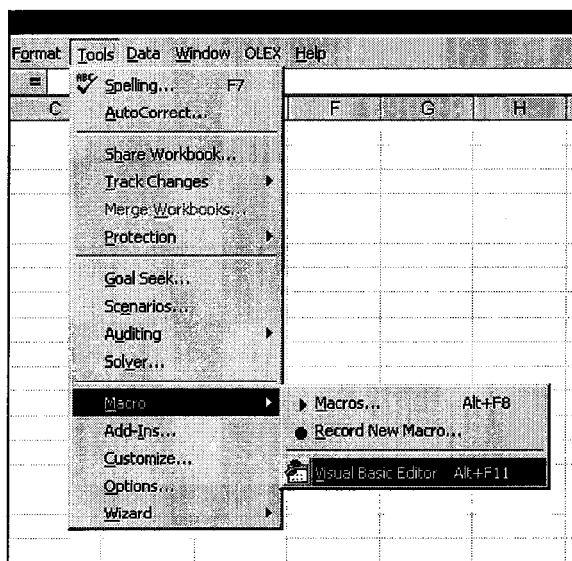 Format Tools Data Window OLEX Help
=
ABC Spelling... F7
C F G H
AutoCorrect...
Share Workbook...
Track Changes
Merge Workbooks...
Protection
Goal Seek...
Scenarios...
Auditing
Solver...
Macro
Macros... Alt+F8
Add-Ins...
Record New Macro...
Customize...
Visual Basic Editor Alt+F11
Options...
Wizard